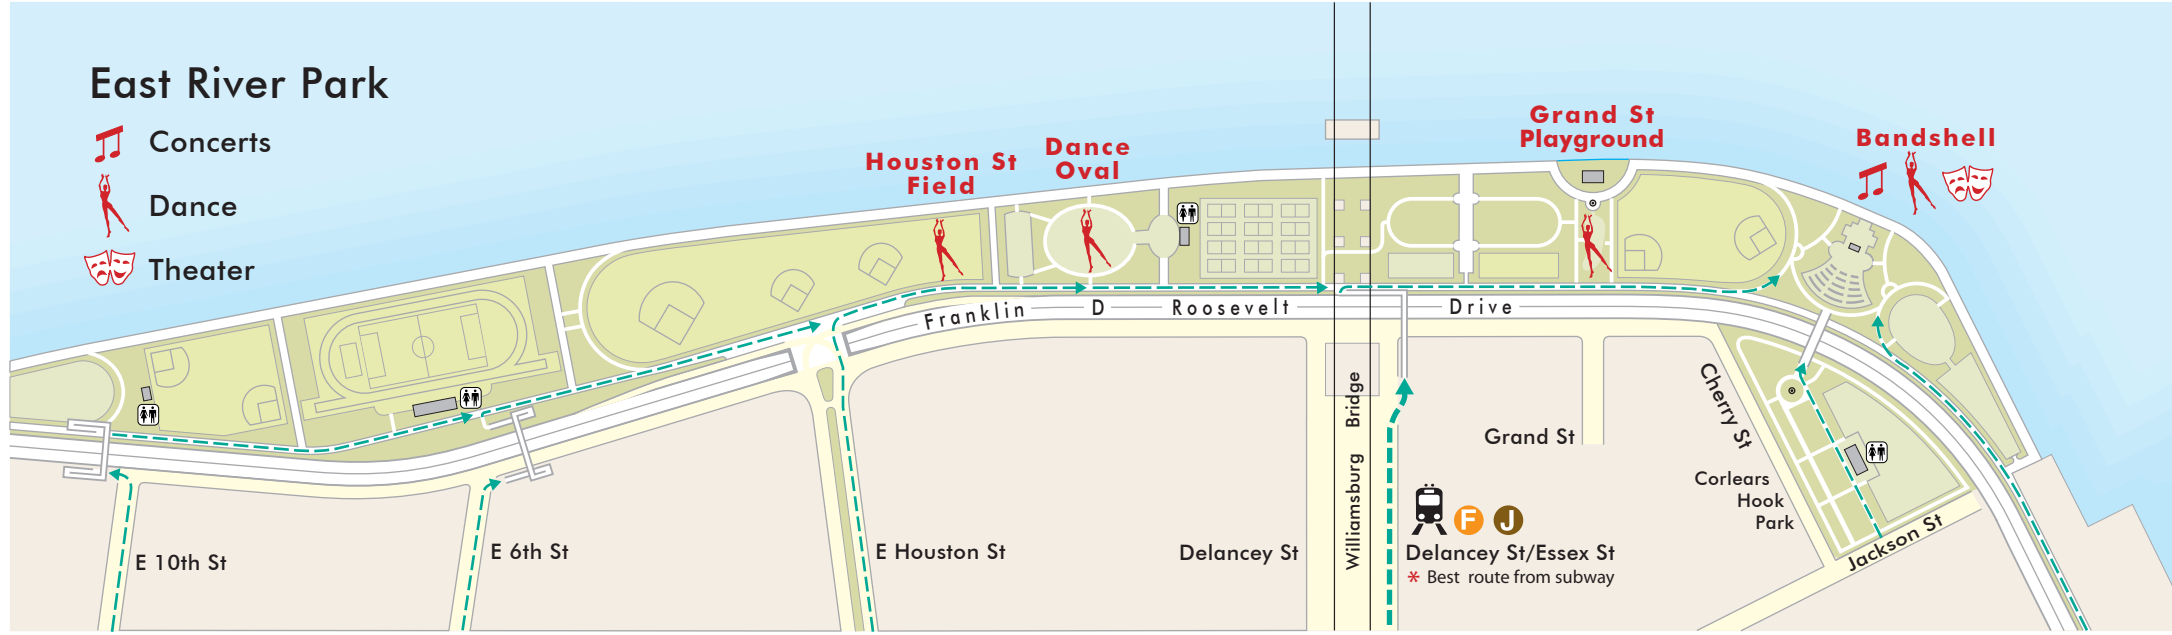 East River Park
Concerts
Dance
Theater
Houston St
Field
Dance
Oval
Grand St
Playground
Bandshell
Franklin D Roosevelt Drive
Williamsburg Bridge
Grand St
Cherry St
Corlears
Hook
Park
Jackson St
E 10th St
E 6th St
E Houston St
Delancey St
F J
Delancey St/Essex St
* Best route from subway